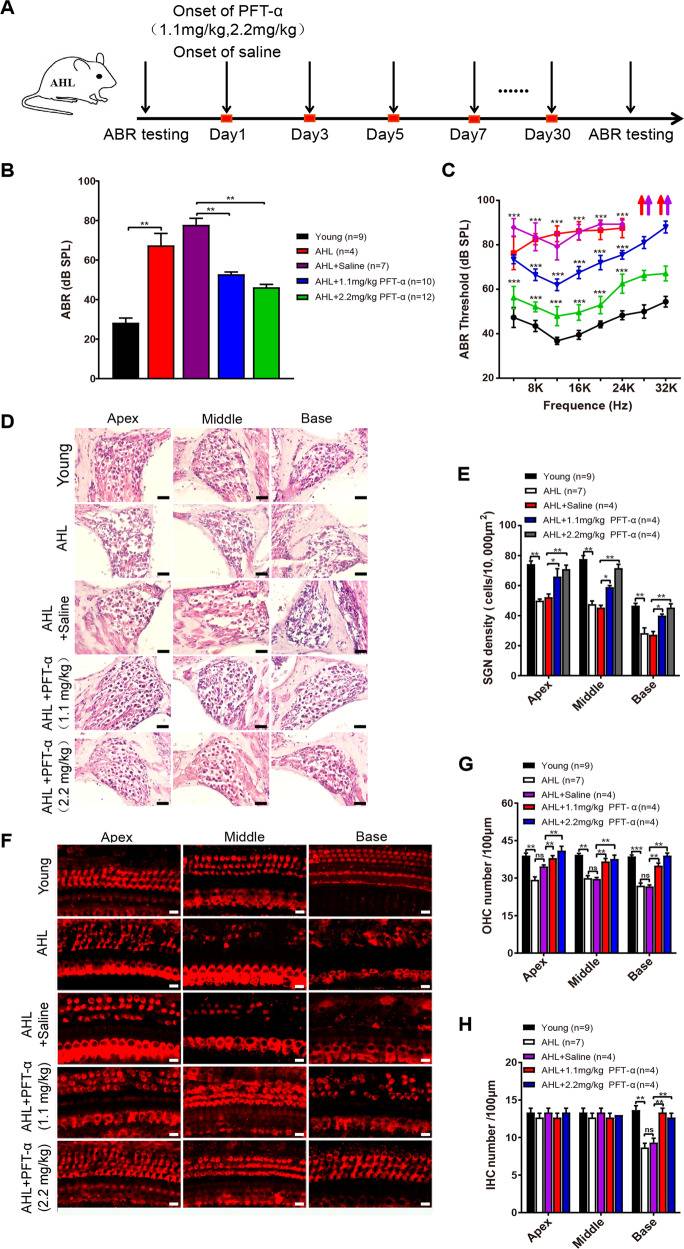 A
Onset of PFT-α
(1.1mg/kg,2.2mg/kg)
Onset of saline
AHL
......
ABR testing Day1 Day3 Day5 Day7 Day30 ABR testing
B
ABR (dB SPL)
100
80
60
40
20
0
**
**
**
Young (n=9)
AHL (n=4)
AHL+Saline (n=7)
AHL+1.1mg/kg PFT-α (n=10)
AHL+2.2mg/kg PFT-α (n=12)
C
ABR Threshold (dB SPL)
100
80
60
40
20
*** *** *** *** *** ***
*** *** *** *** *** ***
*** *** *** *** *** ***
8K 16K 24K 32K
Frequence (Hz)
D
Apex Middle Base
Young
AHL
AHL
+Saline
AHL +PFT-α
(1.1 mg/kg)
AHL +PFT-α
(2.2 mg/kg)
E
Young (n=9)
AHL (n=7)
AHL+Saline (n=4)
AHL+1.1mg/kg PFT-α (n=4)
AHL+2.2mg/kg PFT-α (n=4)
SGN density ( cells/10, 000μm²)
100
80
60
40
20
0
** * **
** * **
** * **
Apex Middle Base
F
Apex Middle Base
Young
AHL
AHL
+Saline
AHL+PFT-α
(1.1 mg/kg)
AHL+PFT-α
(2.2 mg/kg)
G
Young (n=9)
AHL (n=7)
AHL+Saline (n=4)
AHL+1.1mg/kg PFT- α(n=4)
AHL+2.2mg/kg PFT-α(n=4)
OHC number /100μm
60
45
30
15
0
** ns ** **
** ns ** **
*** ns ** **
Apex Middle Base
H
Young (n=9)
AHL (n=7)
AHL+Saline (n=4)
AHL+1.1mg/kg PFT-α(n=4)
AHL+2.2mg/kg PFT-α(n=4)
IHC number /100μm
20
15
10
5
0
** ns ** **
Apex Middle Base